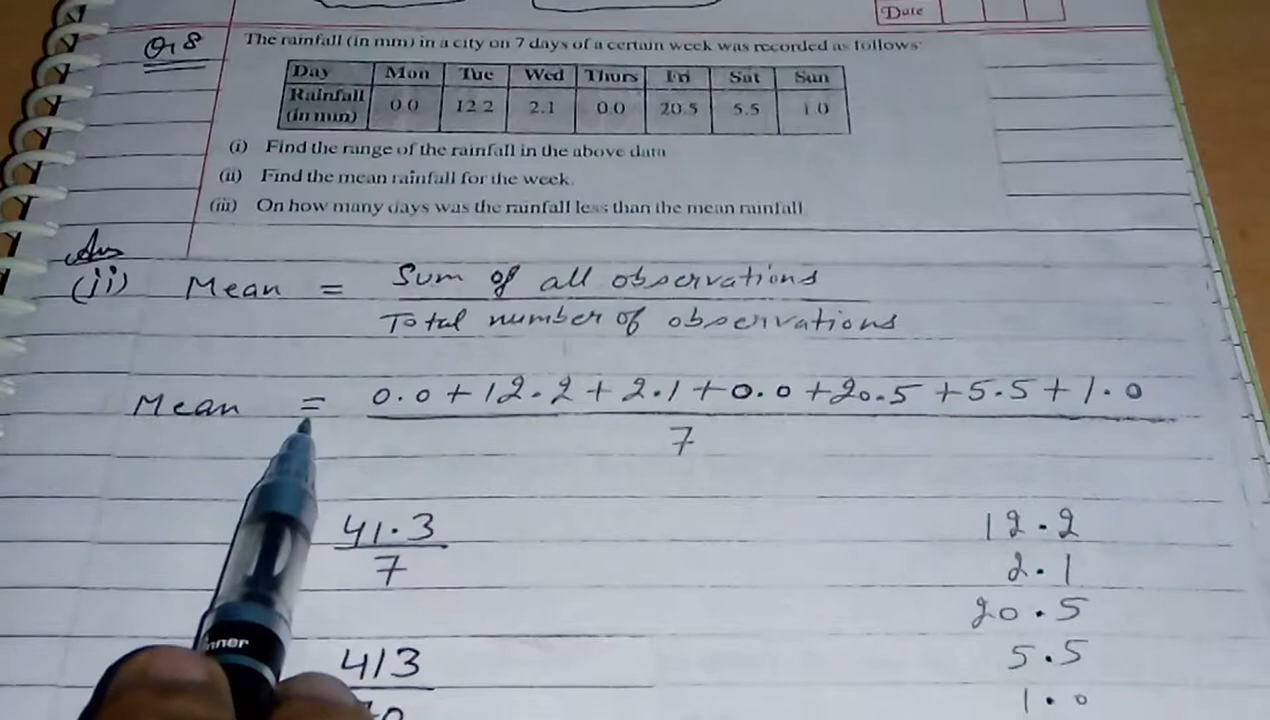 Date
Q.8
The rainfall (in mm) in a city on 7 days of a certain week was recorded as follows:
Day Mon Tue Wed Thurs Fri Sat Sun
Rainfall (in mm) 0.0 12.2 2.1 0.0 20.5 5.5 1.0
(i) Find the range of the rainfall in the above data
(ii) Find the mean rainfall for the week.
(iii) On how many days was the rainfall less than the mean rainfall
Ans
(ii) Mean = Sum of all observations
Total number of observations
Mean = 0.0 + 12.2 + 2.1 + 0.0 + 20.5 + 5.5 + 1.0
7
41.3
7
12.2
2.1
20.5
5.5
1.0
413